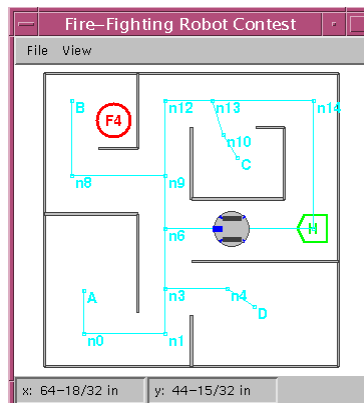 Fire-Fighting Robot Contest
File View
B F4 n12 n13 n14
n10
C
n8 n9
n6 H
A n3 n4
D
n0 n1
x: 64-18/32 in y: 44-15/32 in